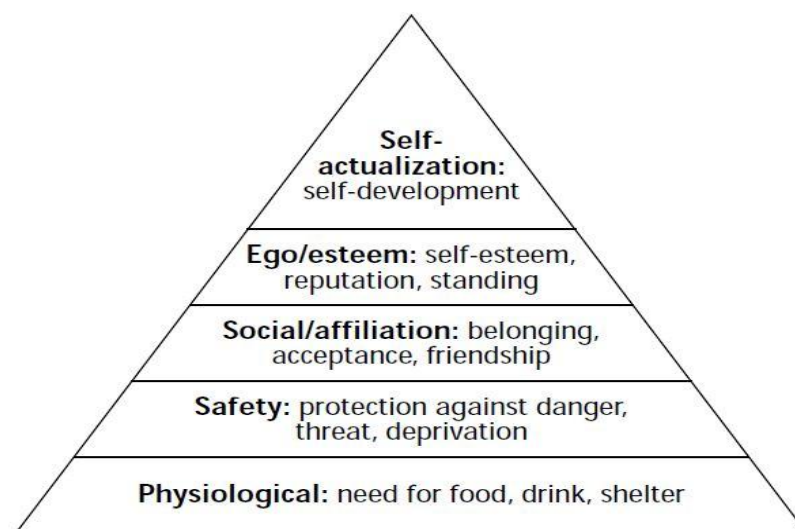 Self-
actualization:
self-development
Ego/esteem: self-esteem,
reputation, standing
Social/affiliation: belonging,
acceptance, friendship
Safety: protection against danger,
threat, deprivation
Physiological: need for food, drink, shelter